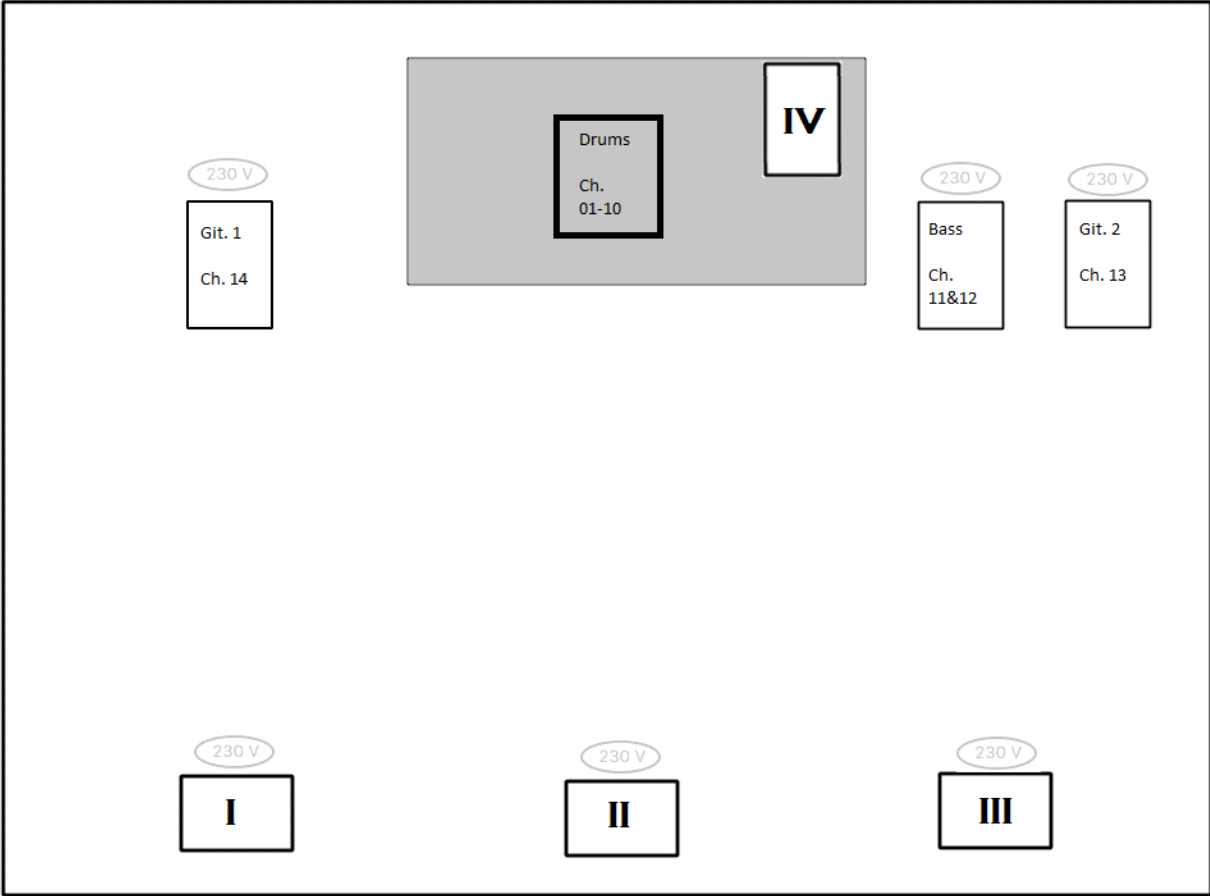 IV
Drums
Ch.
01-10
230 V
230 V
230 V
Git. 1
Ch. 14
Bass
Ch.
11&12
Git. 2
Ch. 13
230 V
230 V
230 V
I
II
III